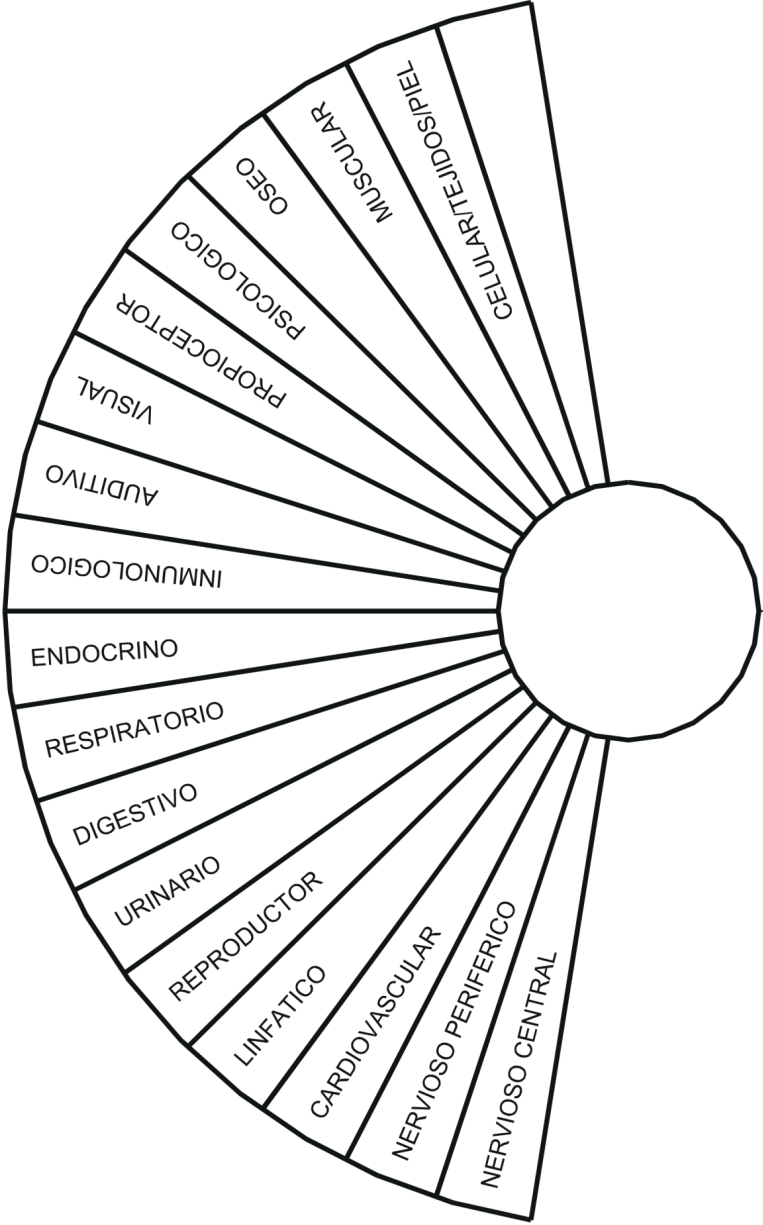 CELULAR/TEJIDOS/PIEL
MUSCULAR
OSEO
PSICOLOGICO
PROPIOCEPTOR
VISUAL
AUDITIVO
INMUNOLOGICO
ENDOCRINO
RESPIRATORIO
DIGESTIVO
URINARIO
REPRODUCTOR
LINFATICO
CARDIOVASCULAR
NERVIOSO PERIFERICO
NERVIOSO CENTRAL